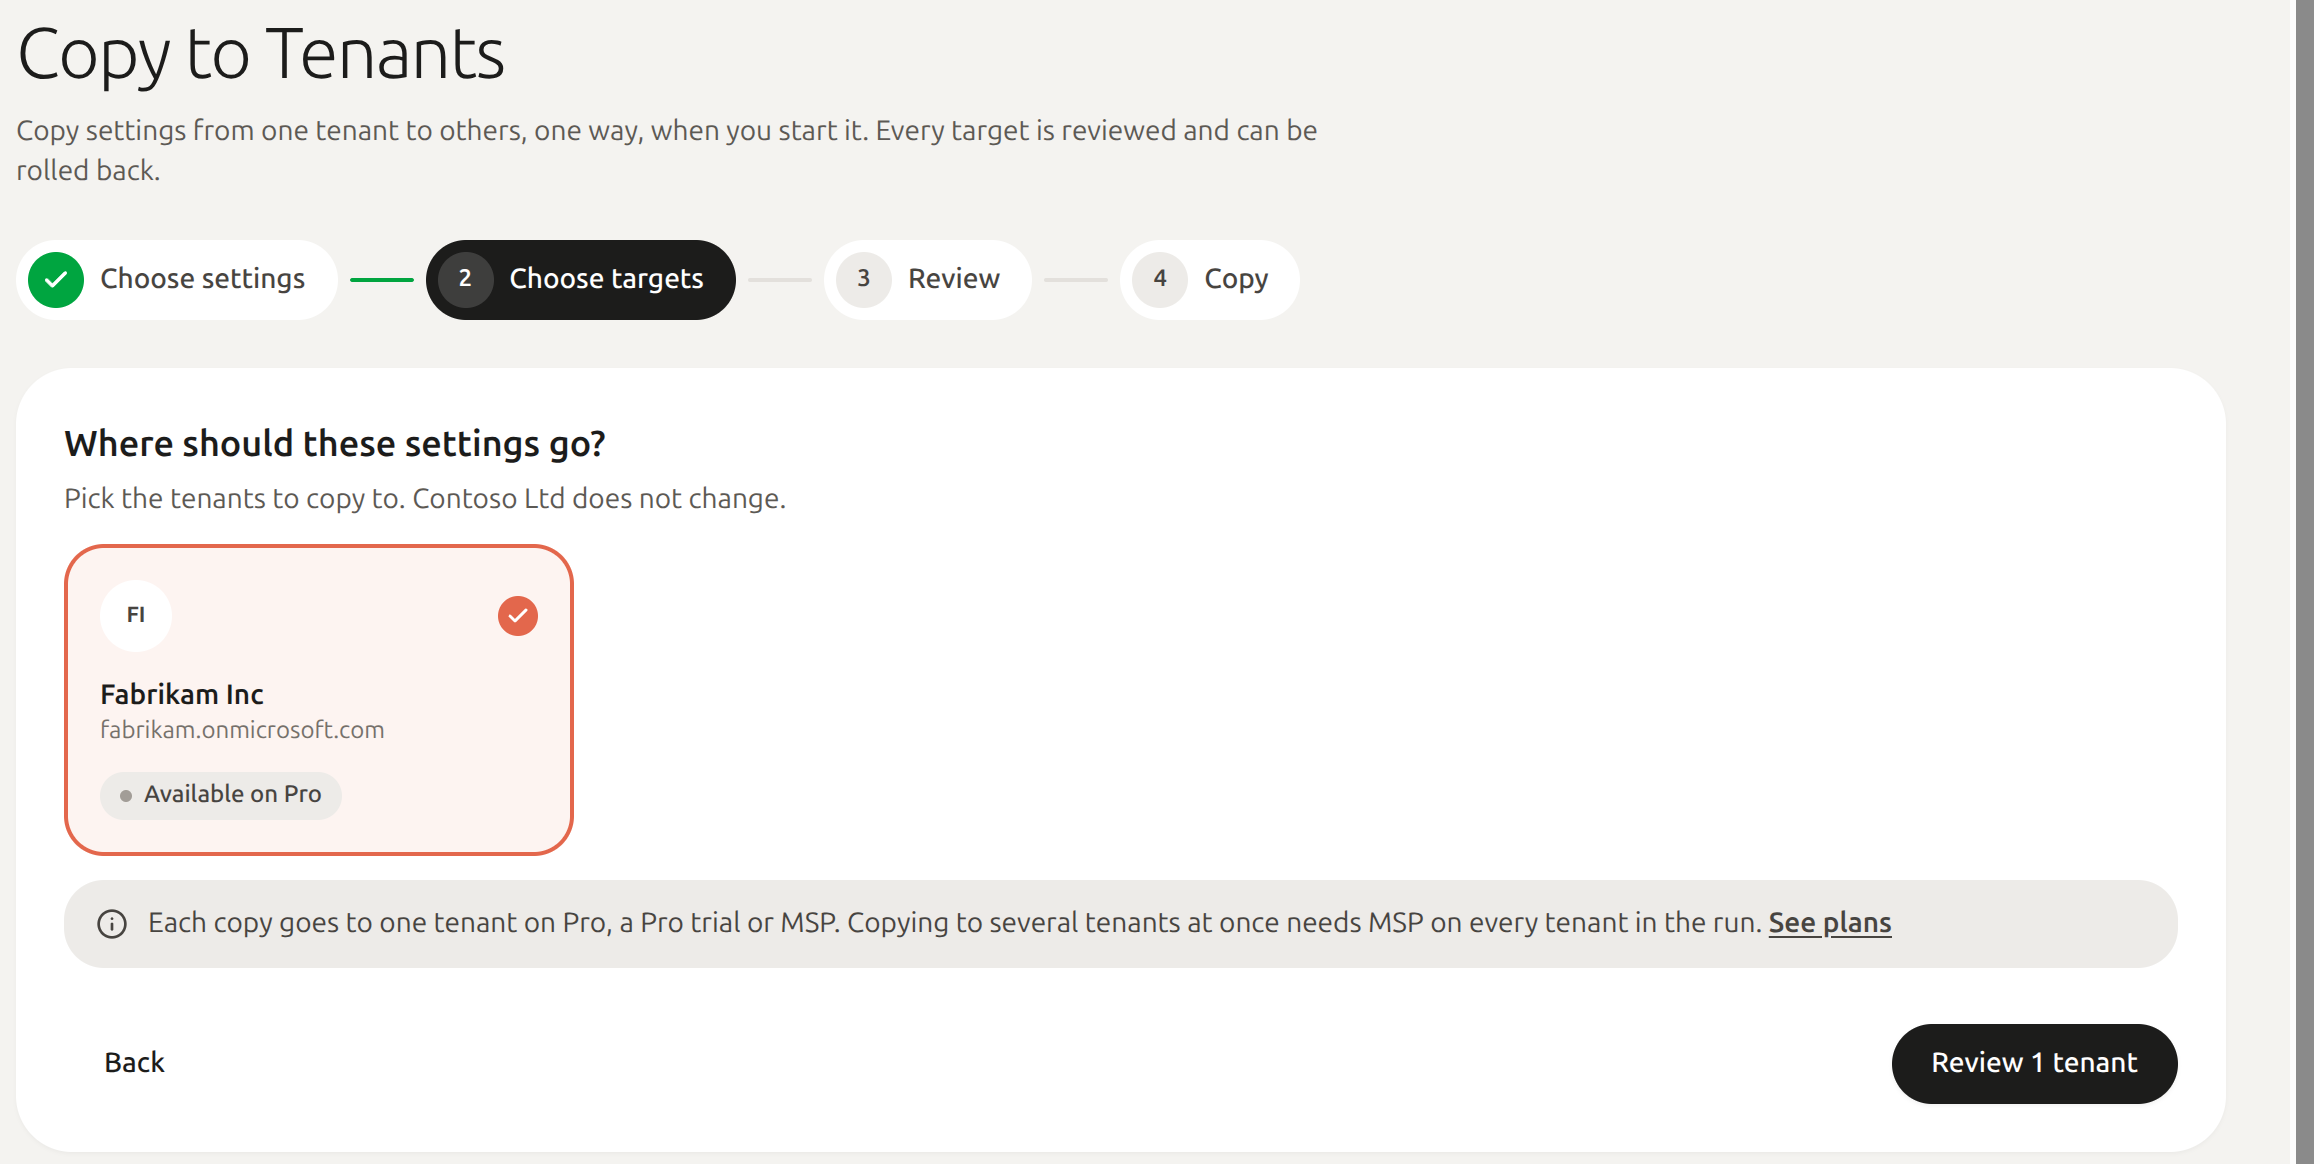 Copy to Tenants
Copy settings from one tenant to others, one way, when you start it. Every target is reviewed and can be
rolled back.
Choose settings
2 Choose targets
3 Review
4 Copy
Where should these settings go?
Pick the tenants to copy to. Contoso Ltd does not change.
FI
Fabrikam Inc
fabrikam.onmicrosoft.com
Available on Pro
Each copy goes to one tenant on Pro, a Pro trial or MSP. Copying to several tenants at once needs MSP on every tenant in the run. See plans
Back
Review 1 tenant